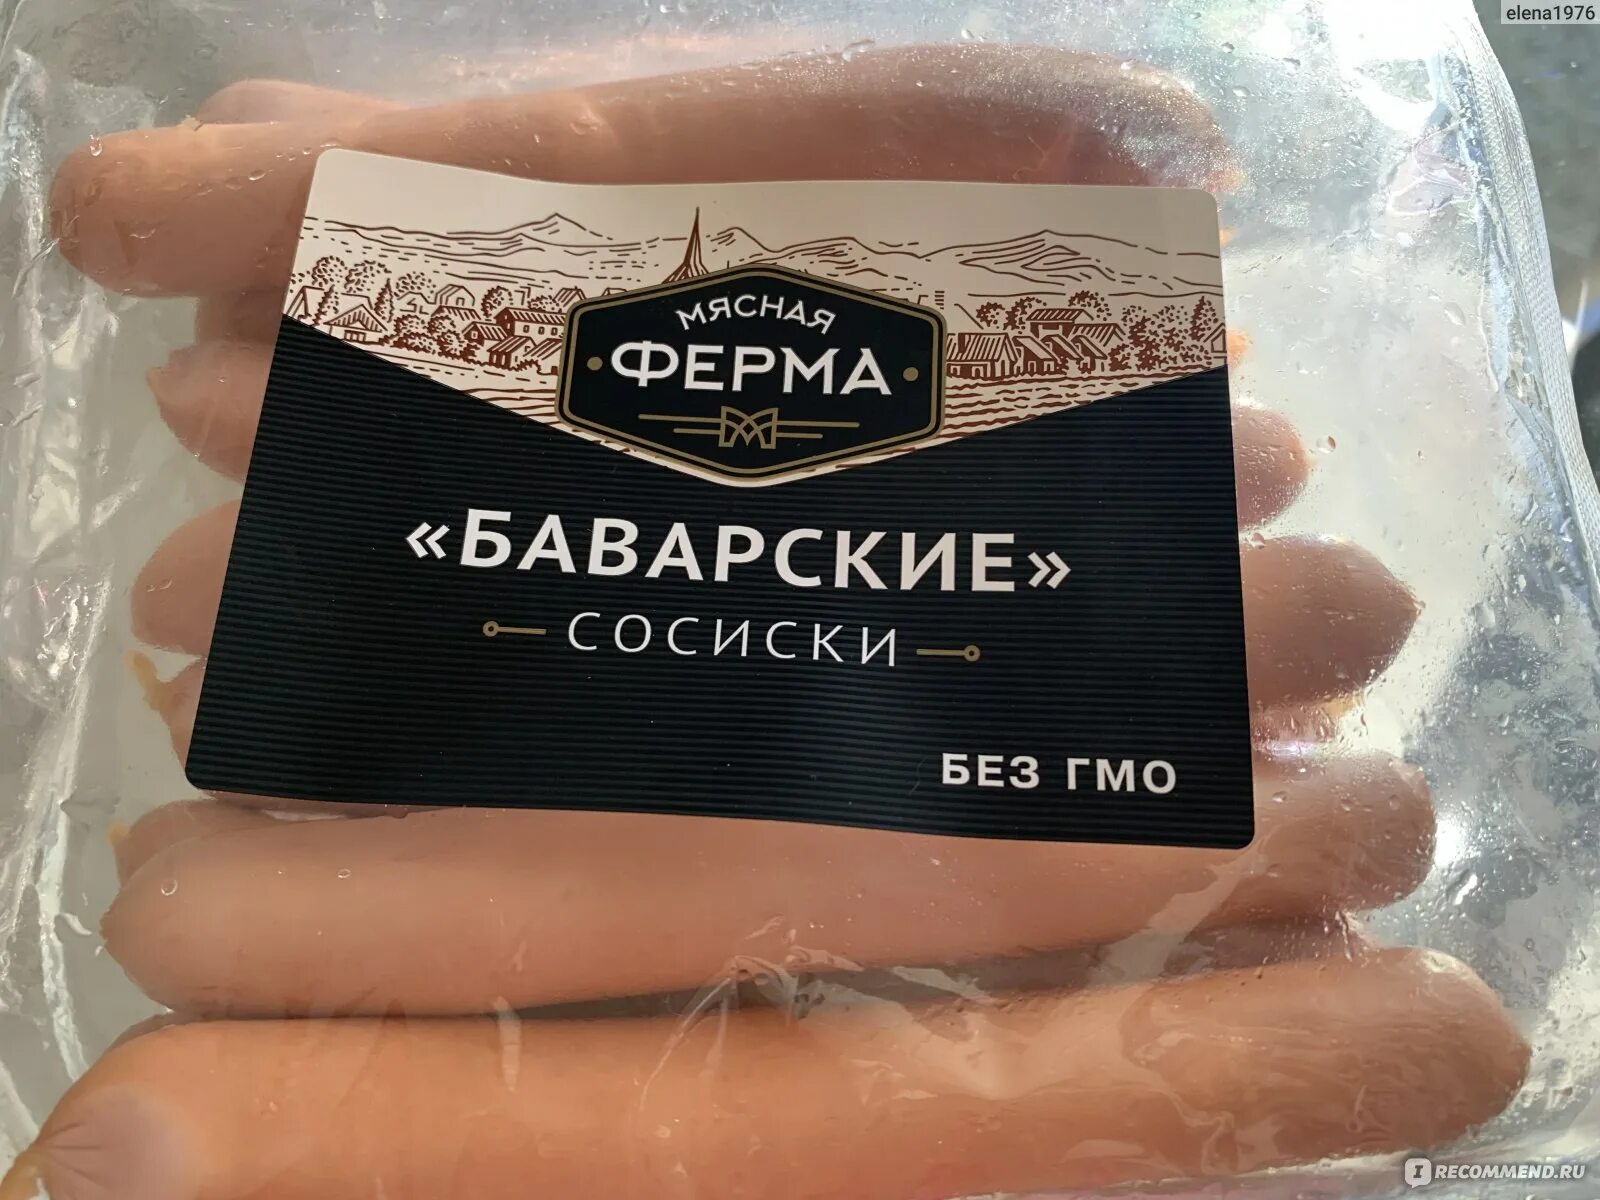 elena1976
МЯСНАЯ
ФЕРМА
«БАВАРСКИЕ»
СОСИСКИ
БЕЗ ГМО
RECOMMEND.RU